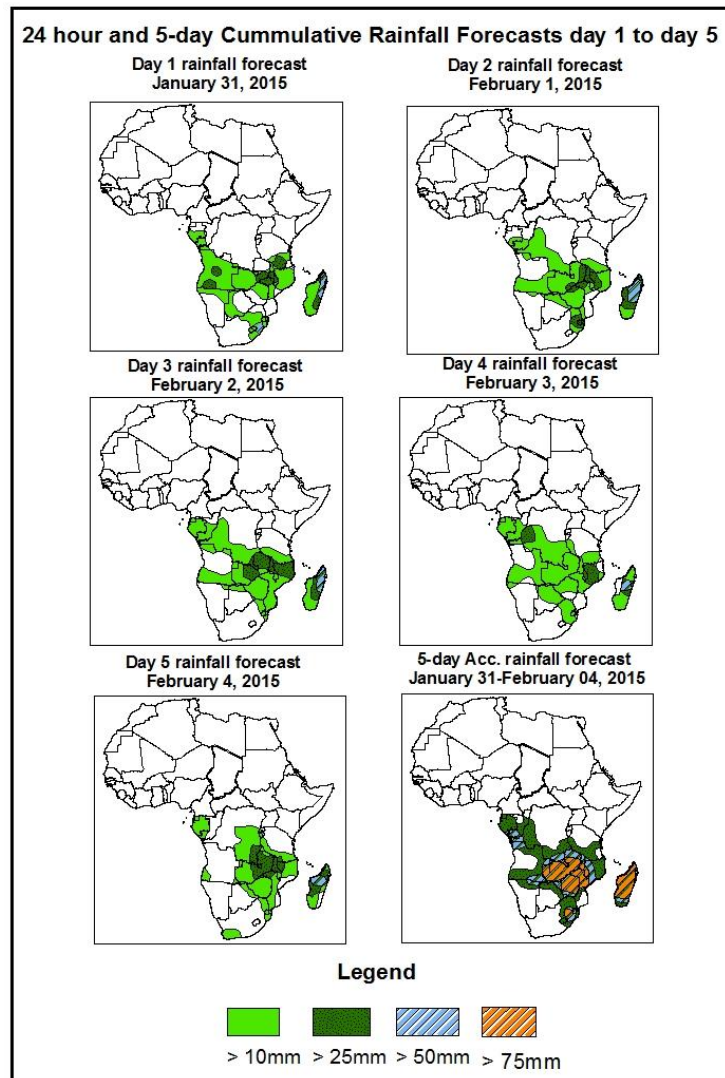 24 hour and 5-day Cummulative Rainfall Forecasts day 1 to day 5
Day 1 rainfall forecast
January 31, 2015
Day 2 rainfall forecast
February 1, 2015
Day 3 rainfall forecast
February 2, 2015
Day 4 rainfall forecast
February 3, 2015
Day 5 rainfall forecast
February 4, 2015
5-day Acc. rainfall forecast
January 31-February 04, 2015
Legend
> 10mm > 25mm > 50mm > 75mm